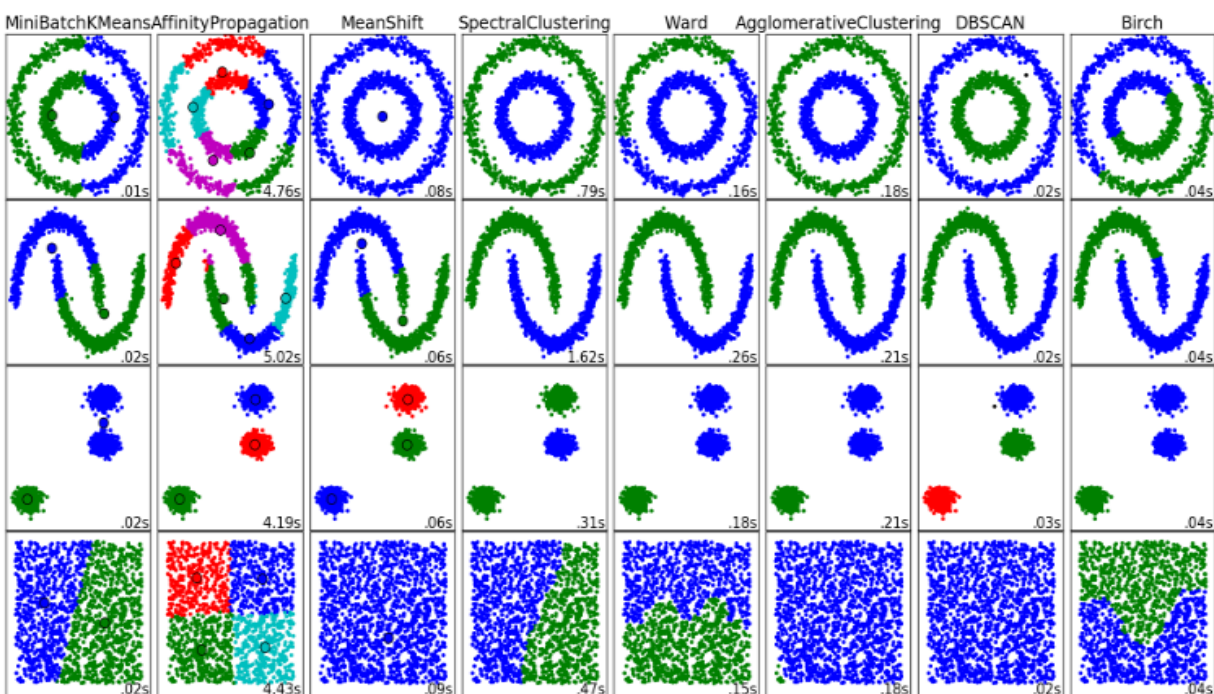 MiniBatchKMeans AffinityPropagation MeanShift SpectralClustering Ward AgglomerativeClustering DBSCAN Birch
.01s 4.76s .08s .79s .16s .18s .02s .04s
.02s 5.02s .06s 1.62s .26s .21s .02s .04s
.02s 4.19s .06s .31s .18s .21s .03s .04s
.02s 4.43s .09s .47s .15s .18s .02s .04s